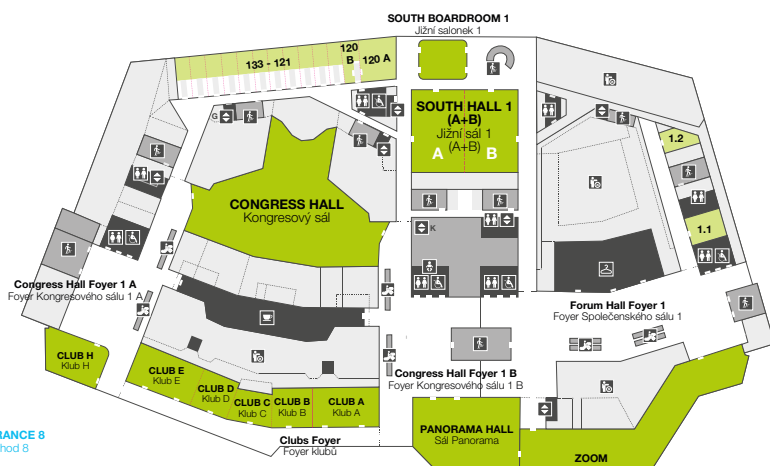 SOUTH BOARDROOM 1
Jižní salonek 1
133 - 121
120
B
120 A
SOUTH HALL 1
(A+B)
Jižní sál 1
(A+B)
A
B
G
1.2
1.1
CONGRESS HALL
Kongresový sál
K
Congress Hall Foyer 1 A
Foyer Kongresového sálu 1 A
Forum Hall Foyer 1
Foyer Společenského sálu 1
CLUB H
Klub H
CLUB E
Klub E
CLUB D
Klub D
CLUB C
Klub C
CLUB B
Klub B
CLUB A
Klub A
Congress Hall Foyer 1 B
Foyer Kongresového sálu 1 B
Clubs Foyer
Foyer klubů
PANORAMA HALL
Sál Panorama
ZOOM
RANCE 8
hod 8